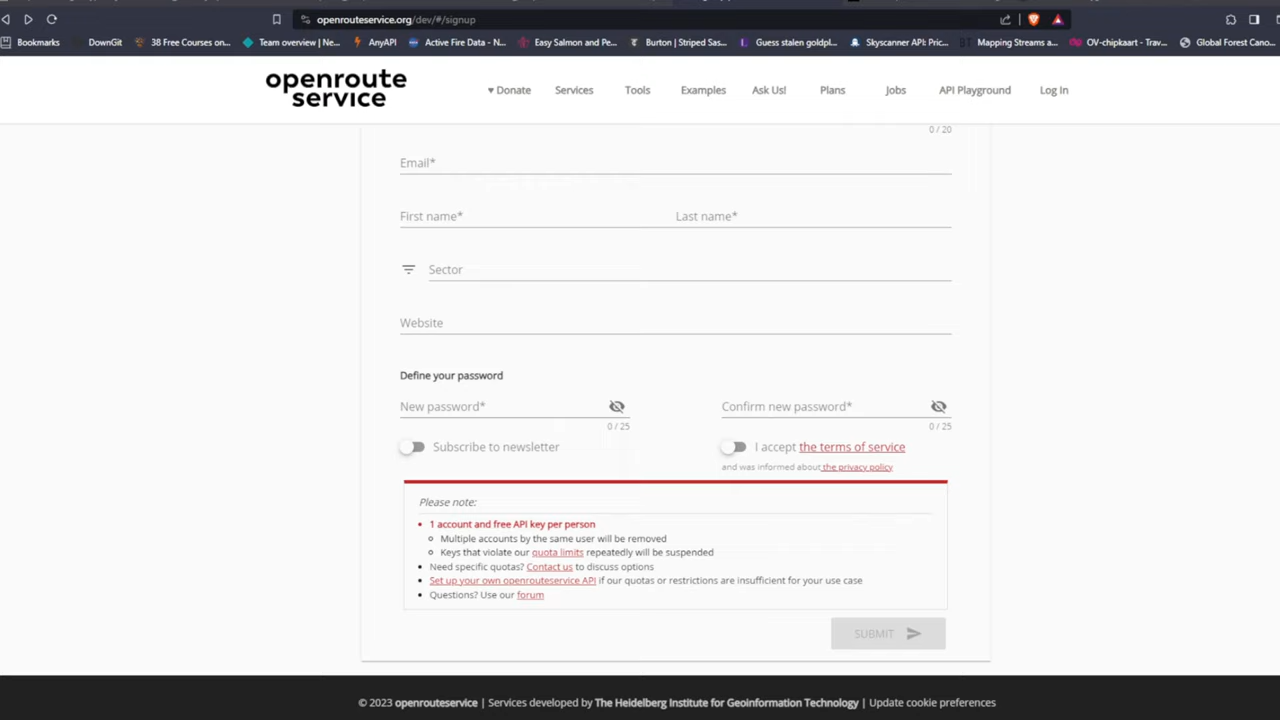 openrouteservice.org/dev/#/signup
Bookmarks DownGit 38 Free Courses on... Team overview | Ne... AnyAPI Active Fire Data - N... Easy Salmon and Pe... Burton | Striped Sas... Guess stalen goldpl... Skyscanner API: Pric... Mapping Streams a... OV-chipkaart - Trav... Global Forest Cano...
openroute
service
♥ Donate Services Tools Examples Ask Us! Plans Jobs API Playground Log In
0 / 20
Email*
First name* Last name*
Sector
Website
Define your password
New password* Confirm new password*
0 / 25 0 / 25
Subscribe to newsletter I accept the terms of service
and was informed about the privacy policy
Please note:
1 account and free API key per person
Multiple accounts by the same user will be removed
Keys that violate our quota limits repeatedly will be suspended
Need specific quotas? Contact us to discuss options
Set up your own openrouteservice API if our quotas or restrictions are insufficient for your use case
Questions? Use our forum
SUBMIT
© 2023 openrouteservice | Services developed by The Heidelberg Institute for Geoinformation Technology | Update cookie preferences